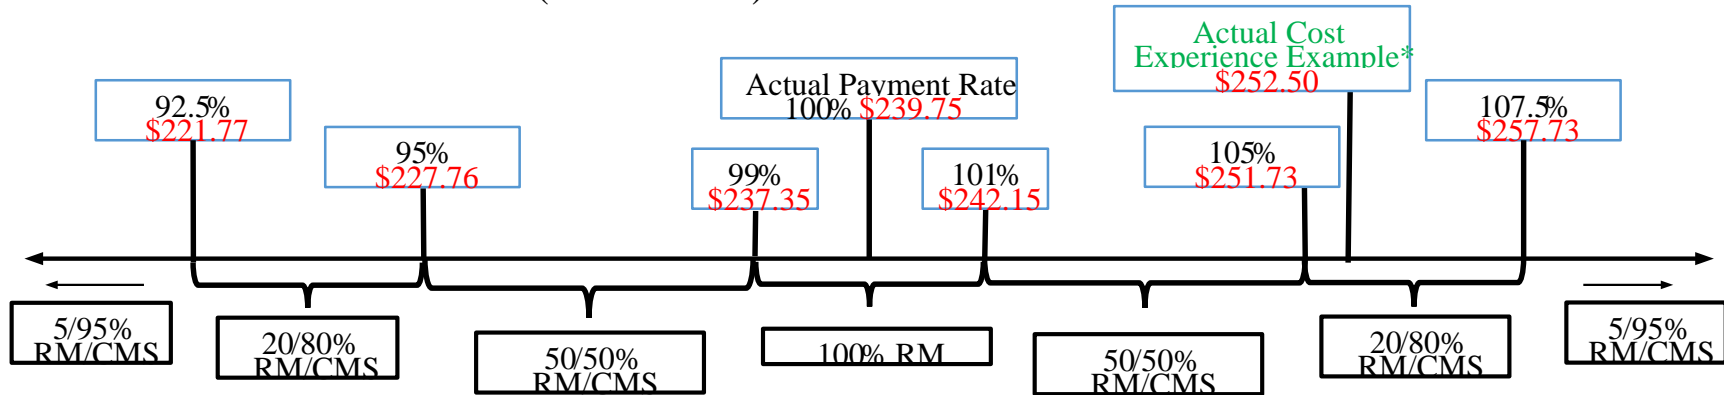 Actual Cost
Experience Example*
$252.50
92.5%
$221.77
Actual Payment Rate
100% $239.75
107.5%
$257.73
95%
$227.76
99%
$237.35
101%
$242.15
105%
$251.73
5/95%
RM/CMS
20/80%
RM/CMS
50/50%
RM/CMS
100% RM
50/50%
RM/CMS
20/80%
RM/CMS
5/95%
RM/CMS